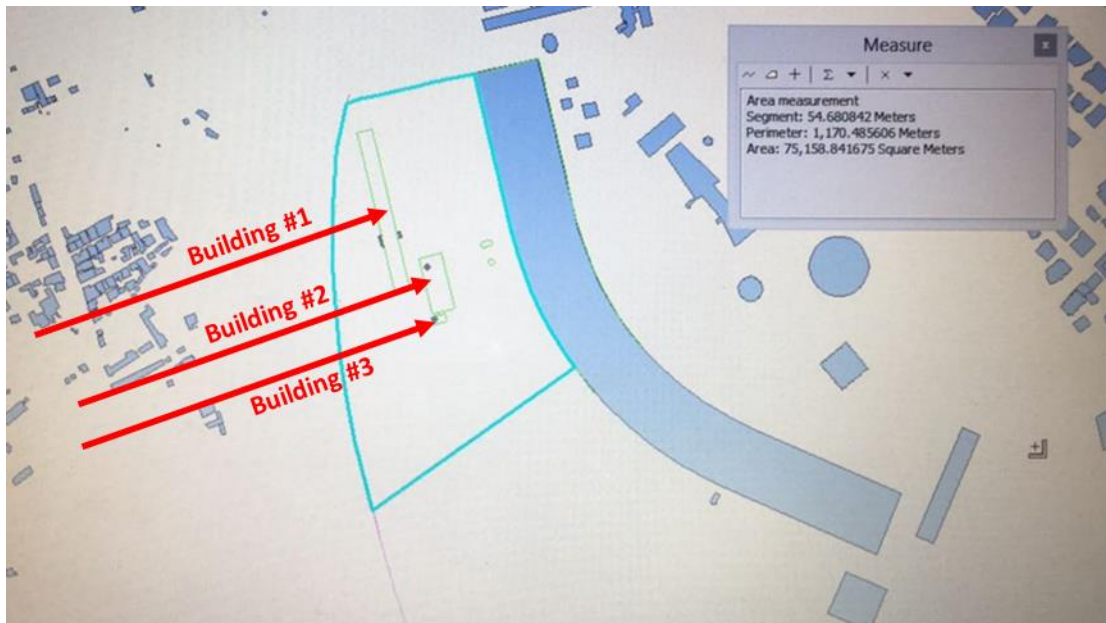 Measure
Area measurement
Segment: 54.680842 Meters
Perimeter: 1,170.485606 Meters
Area: 75,158.841675 Square Meters
Building #1
Building #2
Building #3